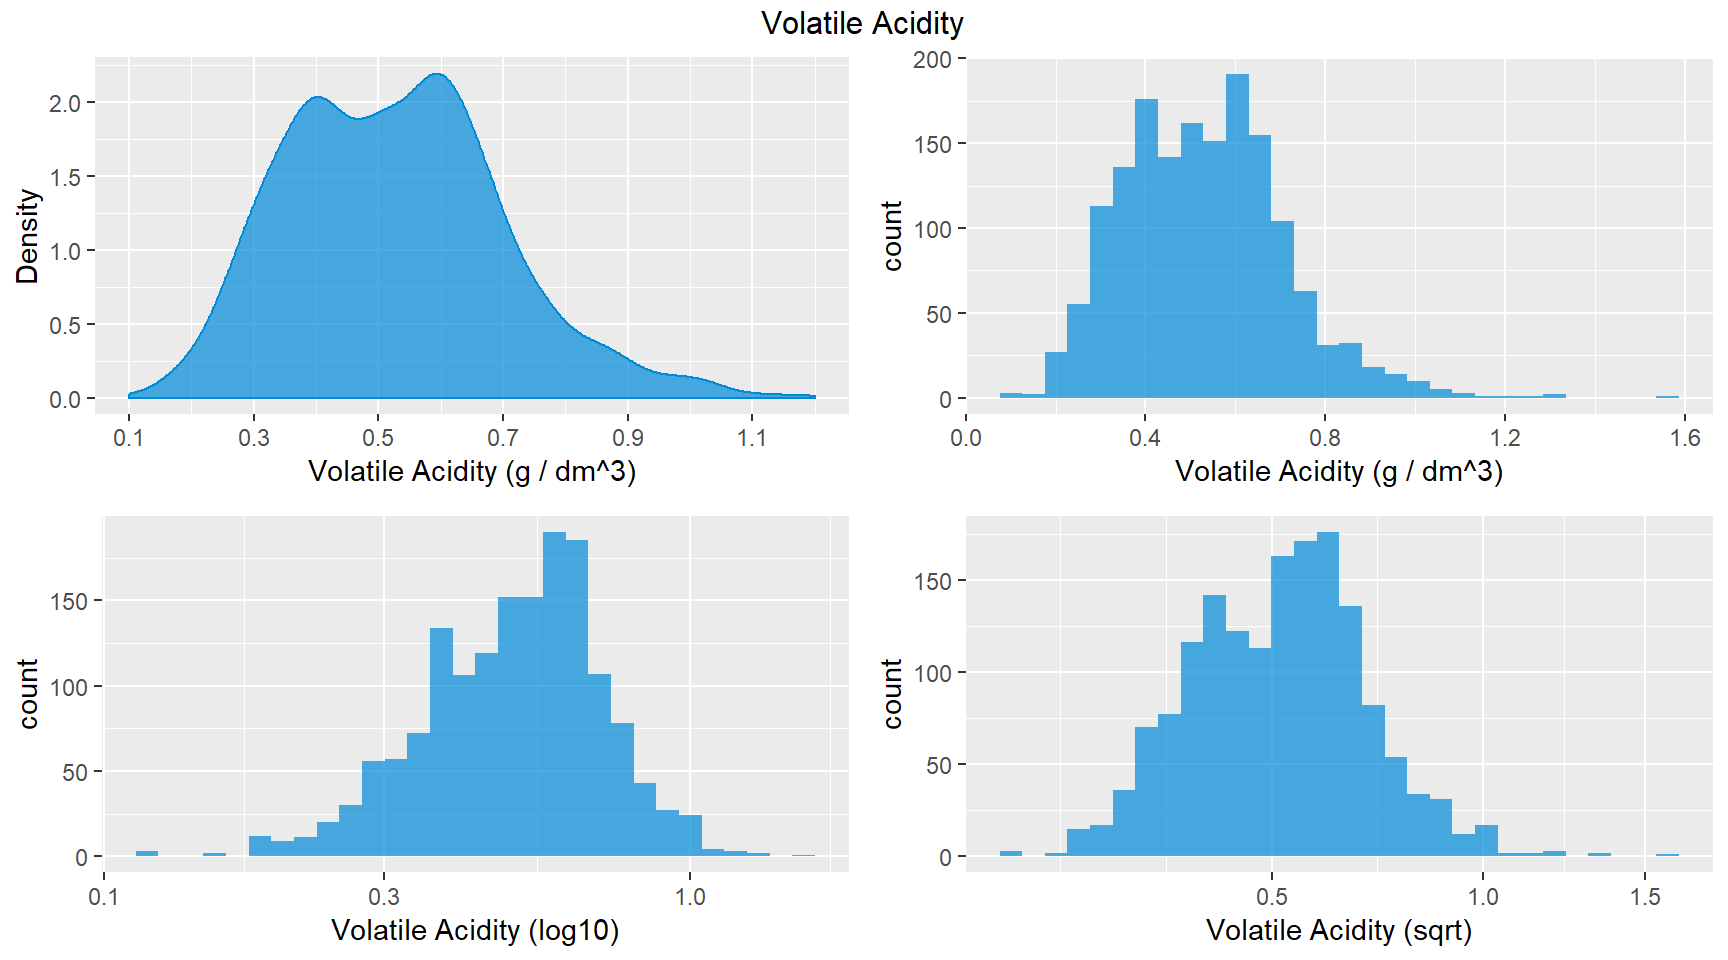 Volatile Acidity
Density
2.0
1.5
1.0
0.5
0.0
0.1 0.3 0.5 0.7 0.9 1.1
Volatile Acidity (g / dm^3)
count
200
150
100
50
0
0.0 0.4 0.8 1.2 1.6
Volatile Acidity (g / dm^3)
count
150
100
50
0
0.1 0.3 1.0
Volatile Acidity (log10)
count
150
100
50
0
0.5 1.0 1.5
Volatile Acidity (sqrt)